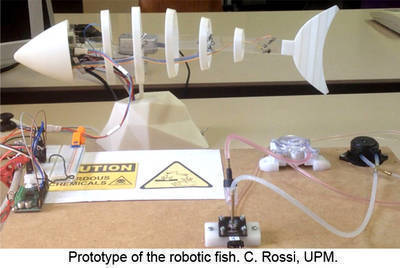 CAUTION
HAZARDOUS
CHEMICALS
Prototype of the robotic fish. C. Rossi, UPM.